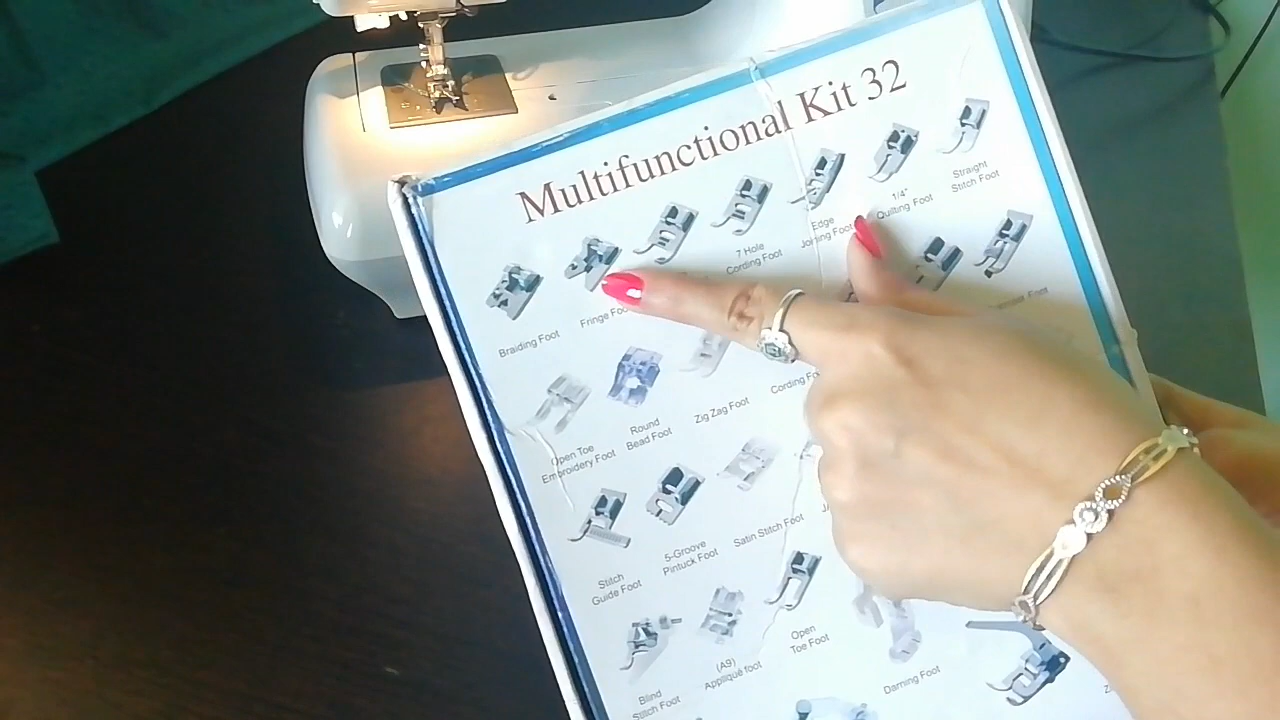 Multifunctional Kit 32
Braiding Foot
Fringe
7 Hole
Cording Foot
Edge
Joining Foot
1/4"
Quilting Foot
Straight
Stitch Foot
Open Toe
Embroidery Foot
Round
Bead Foot
Zig Zag Foot
Cording
Foot
Stitch
Guide Foot
5-Groove
Pintuck Foot
Satin Stitch Foot
Blind
Stitch Foot
(A9)
Appliqué foot
Open
Toe Foot
Darning Foot